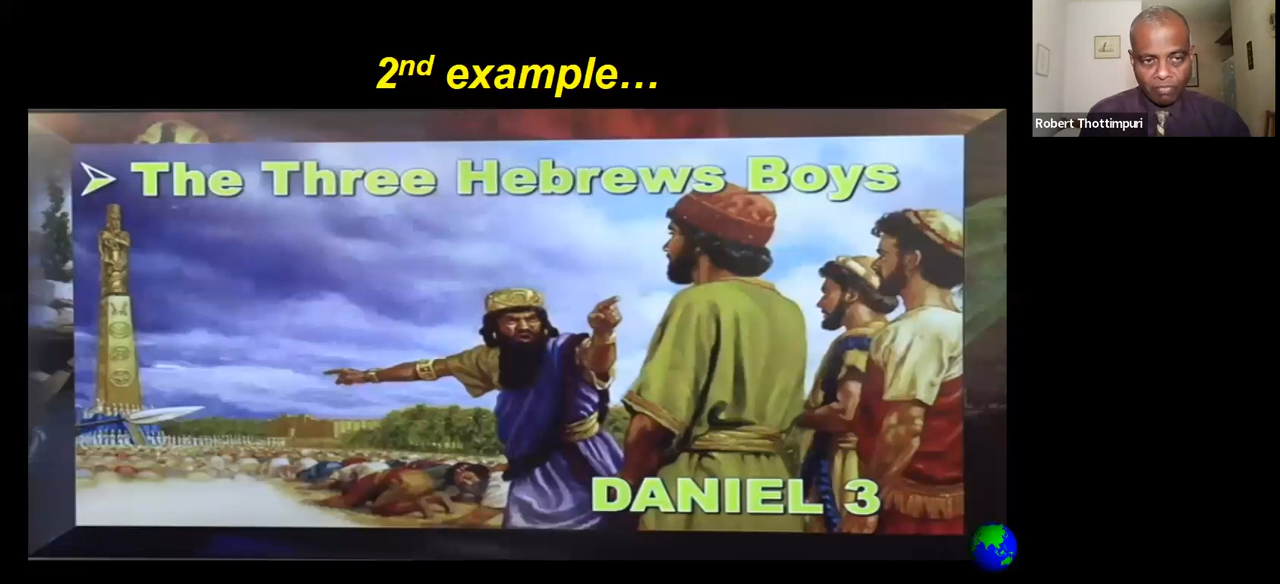 2nd example…
The Three Hebrews Boys
DANIEL 3
Robert Thottimpuri